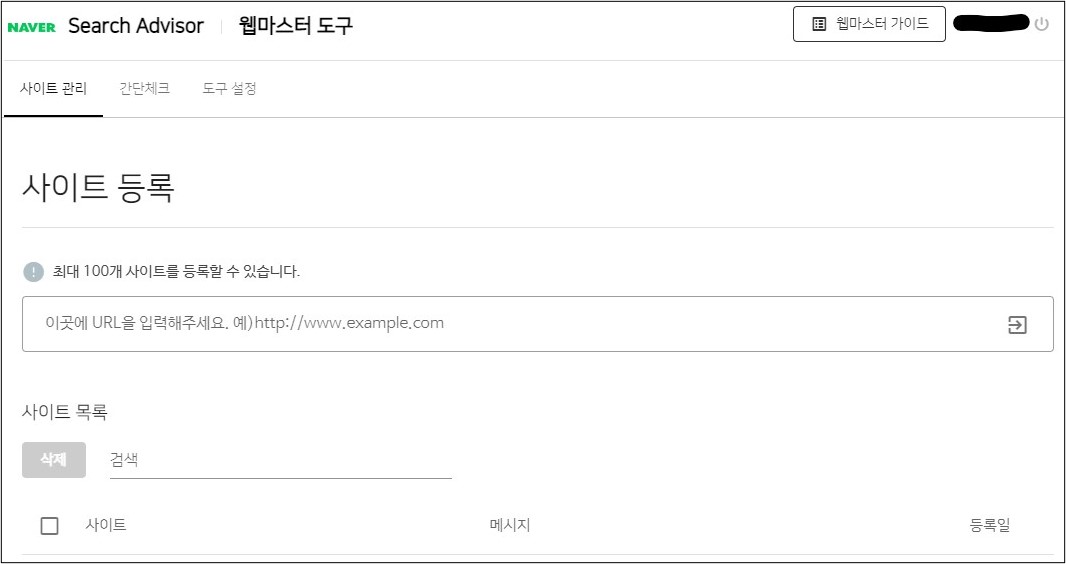 NAVER Search Advisor 웹마스터 도구 웹마스터 가이드
사이트 관리 간단체크 도구 설정
사이트 등록
최대 100개 사이트를 등록할 수 있습니다.
이곳에 URL을 입력해주세요. 예)http://www.example.com
사이트 목록
삭제 검색
사이트 메시지 등록일